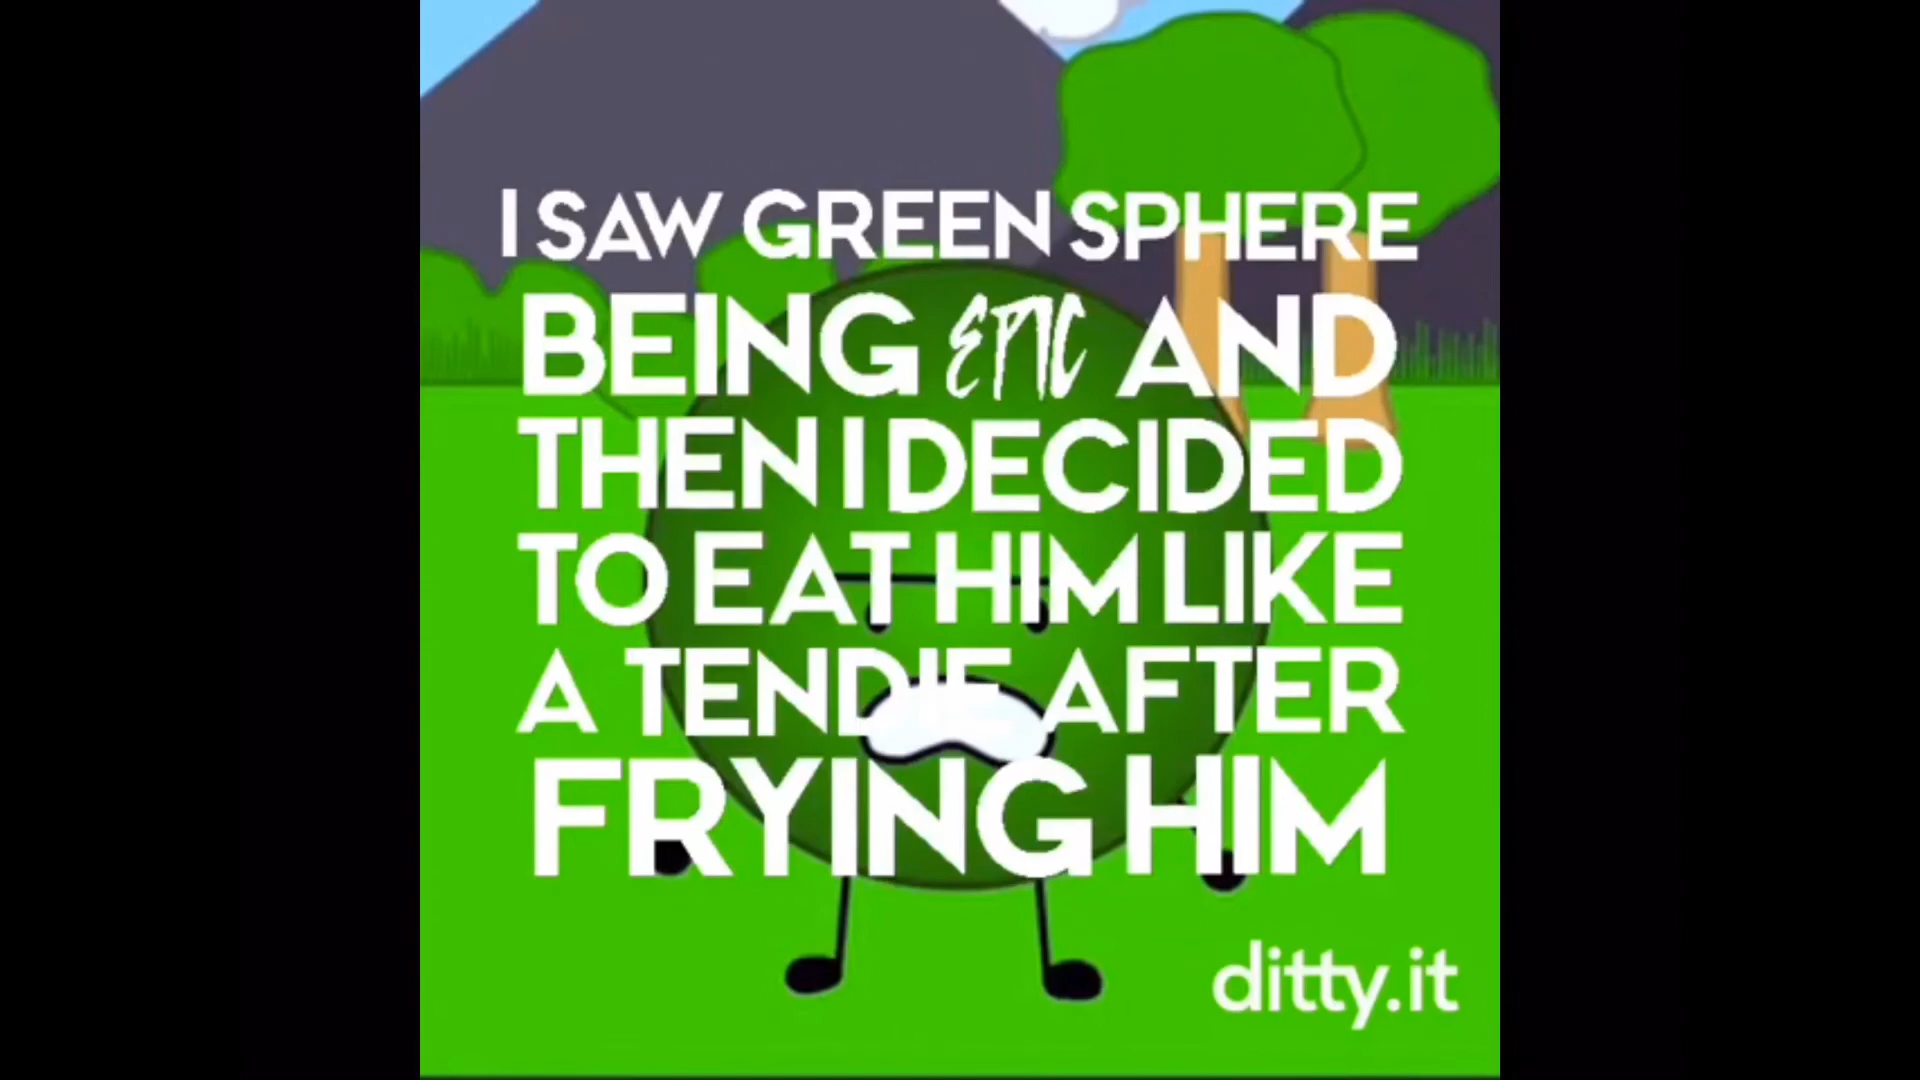 I SAW GREEN SPHERE
BEING EPIC AND
THEN I DECIDED
TO EAT HIM LIKE
A TENDIE AFTER
FRYING HIM
ditty.it